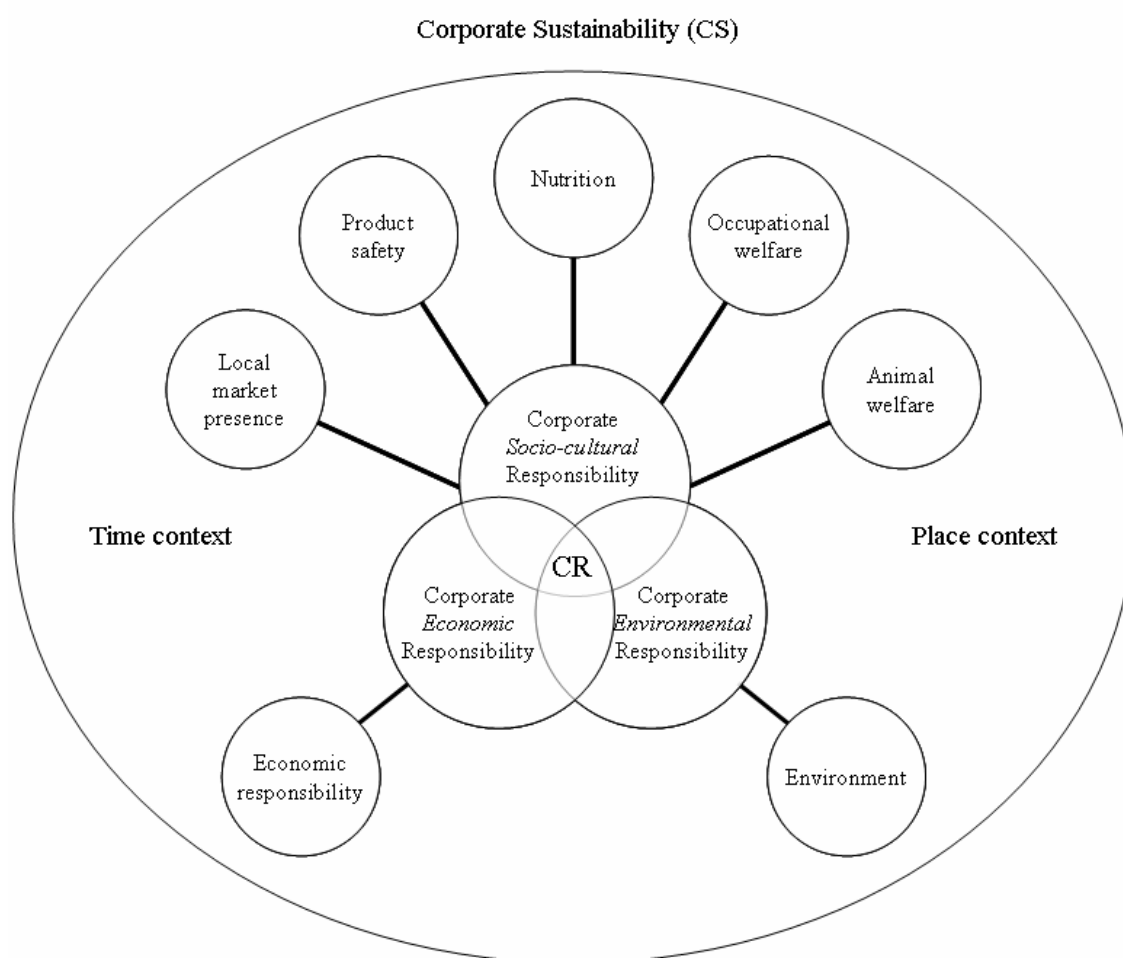 Corporate Sustainability (CS)
Nutrition
Product
safety
Occupational
welfare
Local
market
presence
Animal
welfare
Corporate
Socio-cultural
Responsibility
Time context
Place context
CR
Corporate
Economic
Responsibility
Corporate
Environmental
Responsibility
Economic
responsibility
Environment